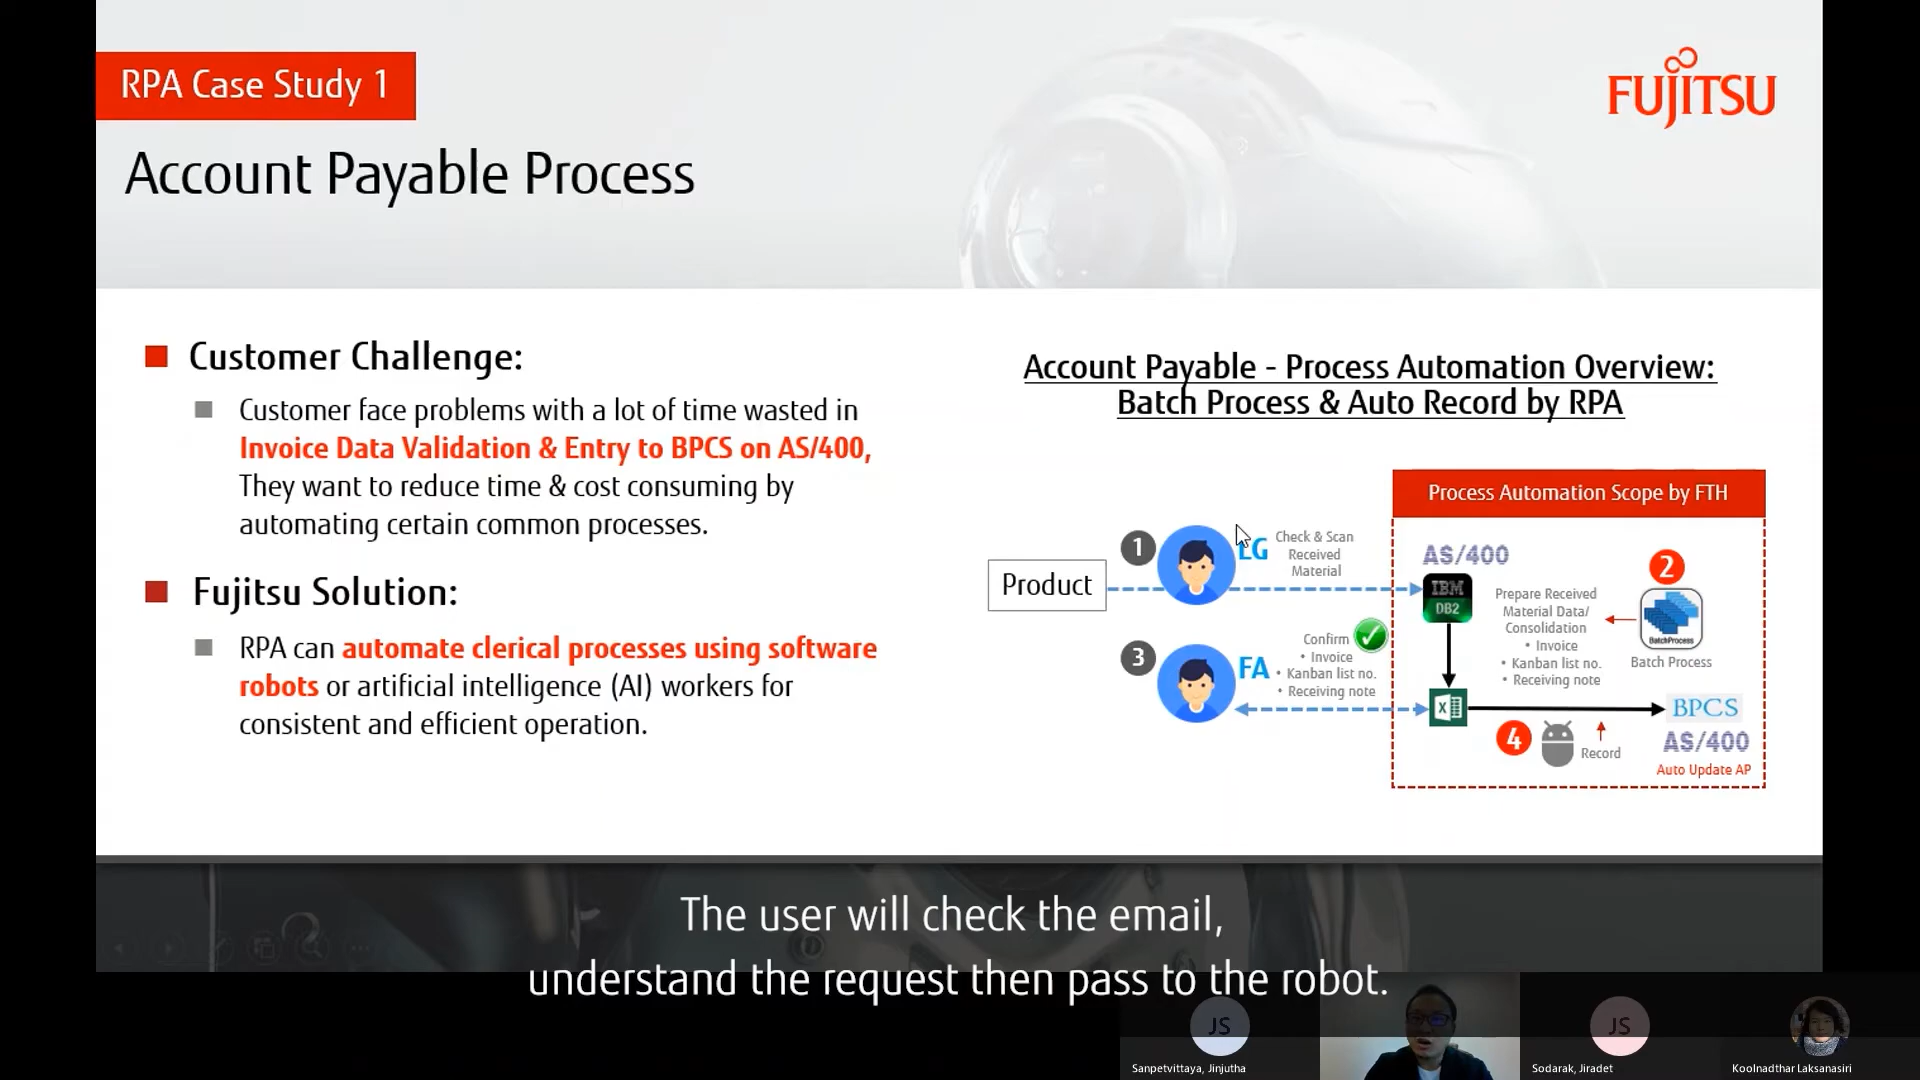 RPA Case Study 1
FUJITSU
Account Payable Process
Customer Challenge:
Customer face problems with a lot of time wasted in
Invoice Data Validation & Entry to BPCS on AS/400,
They want to reduce time & cost consuming by
automating certain common processes.
Fujitsu Solution:
RPA can automate clerical processes using software
robots or artificial intelligence (AI) workers for
consistent and efficient operation.
Account Payable - Process Automation Overview:
Batch Process & Auto Record by RPA
Process Automation Scope by FTH
Product
1
LG
Check & Scan
Received
Material
AS/400
IBM
DB2
Prepare Received
Material Data/
Consolidation
• Invoice
• Kanban list no.
• Receiving note
2
BatchProcess
Batch Process
3
FA
Confirm
• Invoice
• Kanban list no.
• Receiving note
X
4
Record
BPCS
AS/400
Auto Update AP
The user will check the email,
understand the request then pass to the robot.
JS
Sanpetvittaya, Jinjutha
JS
Sodarak, Jiradet
Koolnadthar Laksanasiri